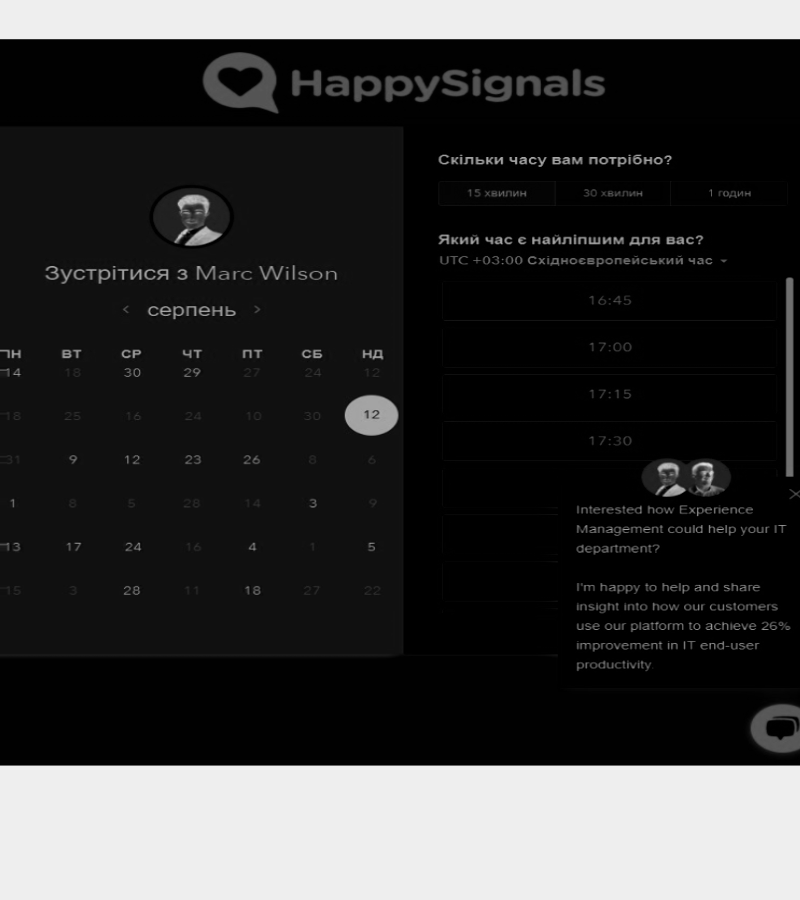 HappySignals
Зустрітися з Marc Wilson
серпень
ПН ВТ СР ЧТ ПТ СБ НД
14 18 30 29 27 24 12
18 25 16 24 10 30 12
31 9 12 23 26 8 6
1 8 5 28 14 3 9
13 17 24 16 4 1 5
15 3 28 11 18 27 22
Скільки часу вам потрібно?
15 хвилин 30 хвилин 1 годин
Який час є найліпшим для вас?
UTC +03:00 Східноєвропейський час
16:45
17:00
17:15
17:30
Interested how Experience
Management could help your IT
department?
I'm happy to help and share
insight into how our customers
use our platform to achieve 26%
improvement in IT end-user
productivity